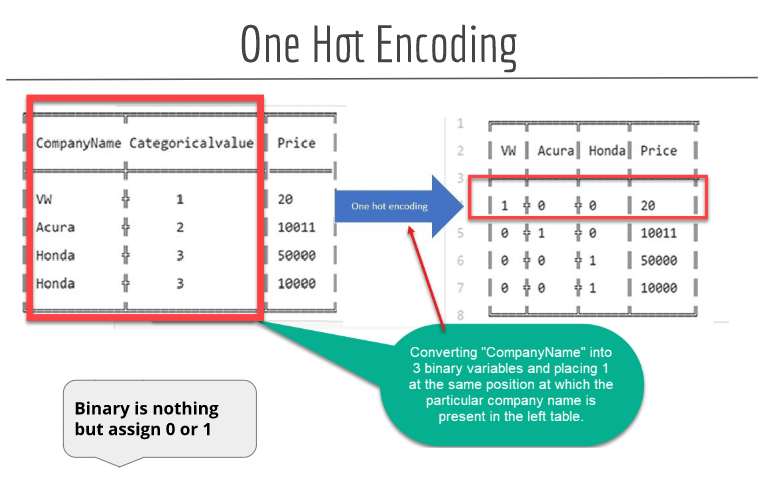 One Hot Encoding
CompanyName Categoricalvalue Price
VW 1 20
Acura 2 10011
Honda 3 50000
Honda 3 10000
One hot encoding
1
2 VW Acura Honda Price
3
1 0 0 20
5 0 1 0 10011
6 0 0 1 50000
7 0 0 1 10000
8
Converting "CompanyName" into
3 binary variables and placing 1
at the same position at which the
particular company name is
present in the left table.
Binary is nothing
but assign 0 or 1